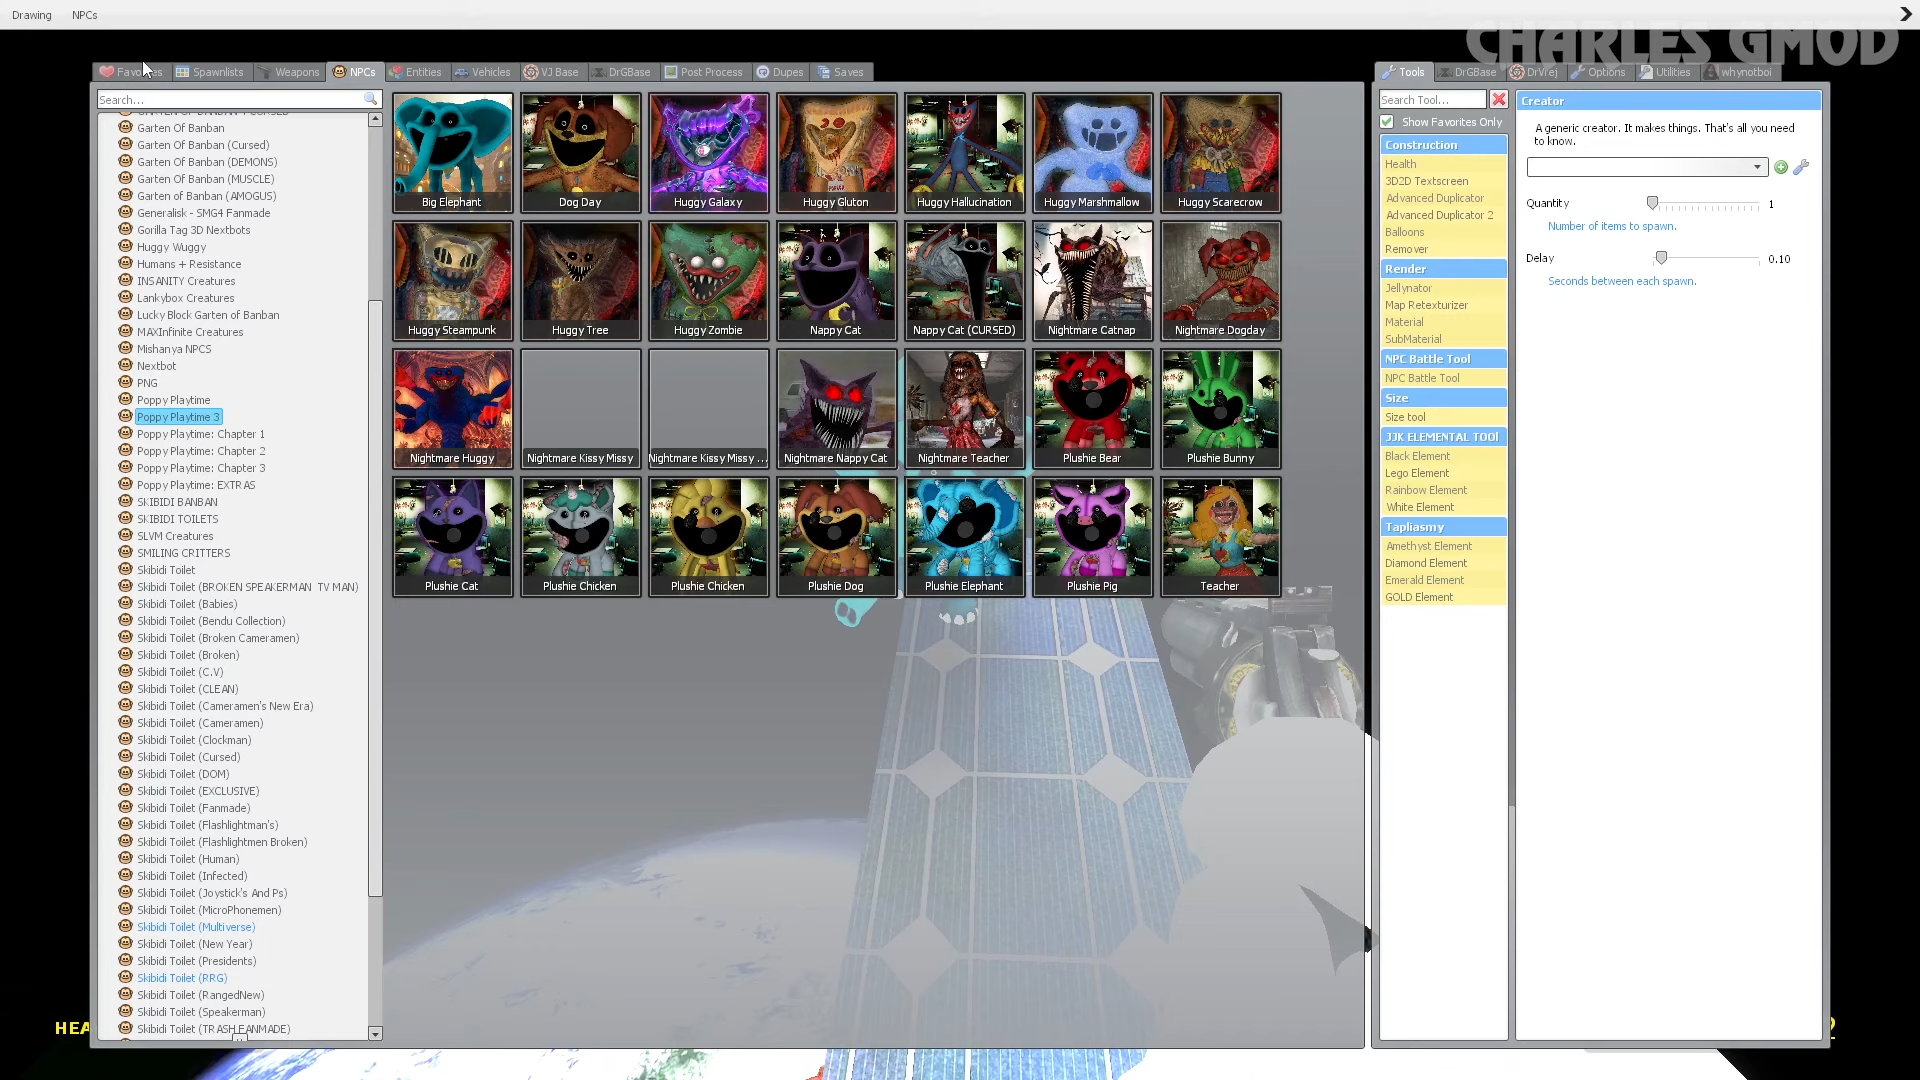 Drawing NPCs
CHARLES GMOD
Favorites Spawnlists Weapons NPCs Entities Vehicles VJ Base DrGBase Post Process Dupes Saves
Search...
Garten Of Banban
Garten Of Banban (Cursed)
Garten Of Banban (DEMONS)
Garten Of Banban (MUSCLE)
Garten of Banban (AMOGUS)
Generalisk - SMG4 Fanmade
Gorilla Tag 3D Nextbots
Huggy Wuggy
Humans + Resistance
INSANITY Creatures
Lankybox Creatures
Lucky Block Garten of Banban
MAXInfinite Creatures
Mishanya NPCS
Nextbot
PNG
Poppy Playtime
Poppy Playtime 3
Poppy Playtime: Chapter 1
Poppy Playtime: Chapter 2
Poppy Playtime: Chapter 3
Poppy Playtime: EXTRAS
SKIBIDI BANBAN
SKIBIDI TOILETS
SLVM Creatures
SMILING CRITTERS
Skibidi Toilet
Skibidi Toilet (BROKEN SPEAKERMAN TV MAN)
Skibidi Toilet (Babies)
Skibidi Toilet (Bendu Collection)
Skibidi Toilet (Broken Cameramen)
Skibidi Toilet (Broken)
Skibidi Toilet (C.V)
Skibidi Toilet (CLEAN)
Skibidi Toilet (Cameramen's New Era)
Skibidi Toilet (Cameramen)
Skibidi Toilet (Clockman)
Skibidi Toilet (Cursed)
Skibidi Toilet (DOM)
Skibidi Toilet (EXCLUSIVE)
Skibidi Toilet (Fanmade)
Skibidi Toilet (Flashlightman's)
Skibidi Toilet (Flashlightmen Broken)
Skibidi Toilet (Human)
Skibidi Toilet (Infected)
Skibidi Toilet (Joystick's And Ps)
Skibidi Toilet (MicroPhonemen)
Skibidi Toilet (Multiverse)
Skibidi Toilet (New Year)
Skibidi Toilet (Presidents)
Skibidi Toilet (RRG)
Skibidi Toilet (RangedNew)
Skibidi Toilet (Speakerman)
Skibidi Toilet (TRASH FANMADE)
HEA
Big Elephant Dog Day Huggy Galaxy Huggy Gluton Huggy Hallucination Huggy Marshmallow Huggy Scarecrow
Huggy Steampunk Huggy Tree Huggy Zombie Nappy Cat Nappy Cat (CURSED) Nightmare Catnap Nightmare Dogday
Nightmare Huggy Nightmare Kissy Missy Nightmare Kissy Missy ... Nightmare Nappy Cat Nightmare Teacher Plushie Bear Plushie Bunny
Plushie Cat Plushie Chicken Plushie Chicken Plushie Dog Plushie Elephant Plushie Pig Teacher
Tools DrGBase DrVrej Options Utilities whynotboi
Search Tool...
Show Favorites Only
Construction
Health
3D2D Textscreen
Advanced Duplicator
Advanced Duplicator 2
Balloons
Remover
Render
Jellynator
Map Retexturizer
Material
SubMaterial
NPC Battle Tool
NPC Battle Tool
Size
Size tool
JJK ELEMENTAL TOOl
Black Element
Lego Element
Rainbow Element
White Element
Tapliasmy
Amethyst Element
Diamond Element
Emerald Element
GOLD Element
Creator
A generic creator. It makes things. That's all you need
to know.
Quantity 1
Number of items to spawn.
Delay 0.10
Seconds between each spawn.